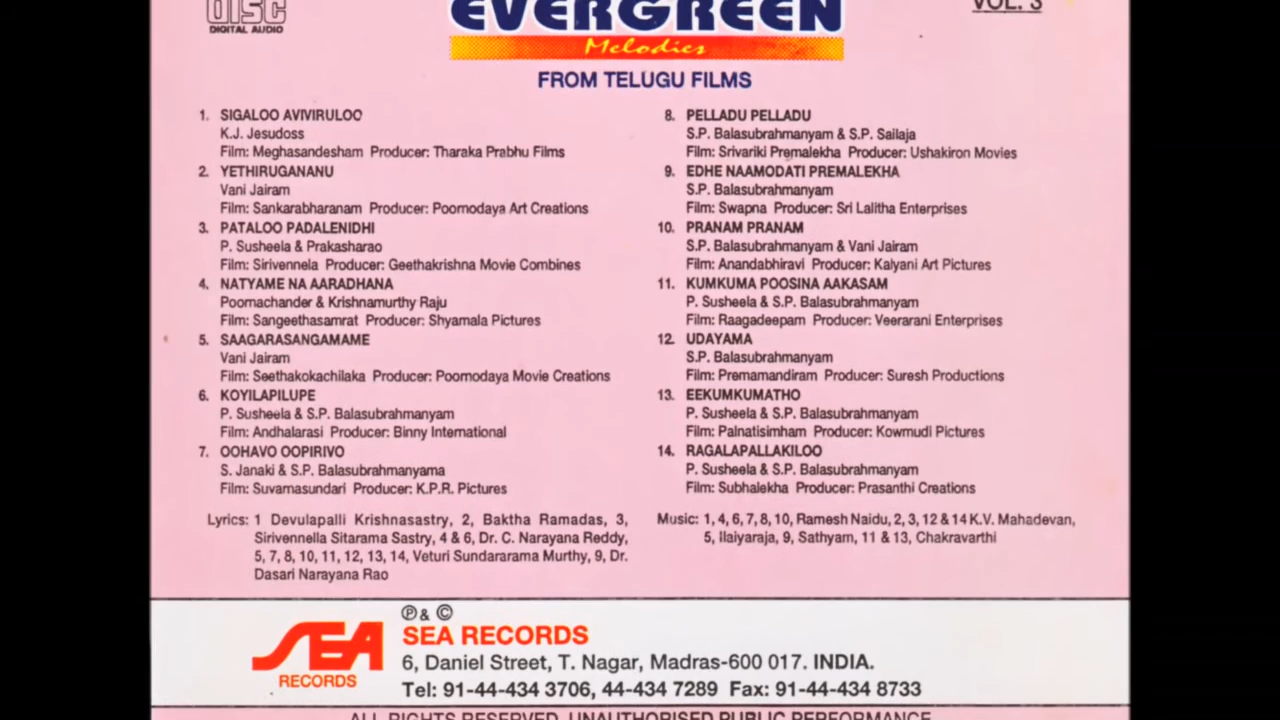 DISC
DIGITAL AUDIO
EVERGREEN
VOL. 3
Melodies
FROM TELUGU FILMS
1. SIGALOO AVIVIRULOO
K.J. Jesudoss
Film: Meghasandesham Producer: Tharaka Prabhu Films
2. YETHIRUGANANU
Vani Jairam
Film: Sankarabharanam Producer: Poornodaya Art Creations
3. PATALOO PADALENIDHI
P. Susheela & Prakasharao
Film: Sirivennela Producer: Geethakrishna Movie Combines
4. NATYAME NA AARADHANA
Poornachander & Krishnamurthy Raju
Film: Sangeethasamrat Producer: Shyamala Pictures
5. SAAGARASANGAMAME
Vani Jairam
Film: Seethakokachilaka Producer: Poornodaya Movie Creations
6. KOYILAPILUPE
P. Susheela & S.P. Balasubrahmanyam
Film: Andhalarasi Producer: Binny International
7. OOHAVO OOPIRIVO
S. Janaki & S.P. Balasubrahmanyama
Film: Suvarnasundari Producer: K.P.R. Pictures
8. PELLADU PELLADU
S.P. Balasubrahmanyam & S.P. Sailaja
Film: Srivariki Premalekha Producer: Ushakiron Movies
9. EDHE NAAMODATI PREMALEKHA
S.P. Balasubrahmanyam
Film: Swapna Producer: Sri Lalitha Enterprises
10. PRANAM PRANAM
S.P. Balasubrahmanyam & Vani Jairam
Film: Anandabhiravi Producer: Kalyani Art Pictures
11. KUMKUMA POOSINA AAKASAM
P. Susheela & S.P. Balasubrahmanyam
Film: Raagadeepam Producer: Veerarani Enterprises
12. UDAYAMA
S.P. Balasubrahmanyam
Film: Premamandiram Producer: Suresh Productions
13. EEKUMKUMATHO
P. Susheela & S.P. Balasubrahmanyam
Film: Palnatisimham Producer: Kowmudi Pictures
14. RAGALAPALLAKILOO
P. Susheela & S.P. Balasubrahmanyam
Film: Subhalekha Producer: Prasanthi Creations
Lyrics: 1 Devulapalli Krishnasastry, 2, Baktha Ramadas, 3,
Sirivennella Sitarama Sastry, 4 & 6, Dr. C. Narayana Reddy,
5, 7, 8, 10, 11, 12, 13, 14, Veturi Sundararama Murthy, 9, Dr.
Dasari Narayana Rao
Music: 1, 4, 6, 7, 8, 10, Ramesh Naidu, 2, 3, 12 & 14 K.V. Mahadevan,
5, Ilaiyaraja, 9, Sathyam, 11 & 13, Chakravarthi
SEA
RECORDS
℗ & ©
SEA RECORDS
6, Daniel Street, T. Nagar, Madras-600 017. INDIA.
Tel: 91-44-434 3706, 44-434 7289 Fax: 91-44-434 8733
ALL RIGHTS RESERVED. UNAUTHORISED PUBLIC PERFORMANCE